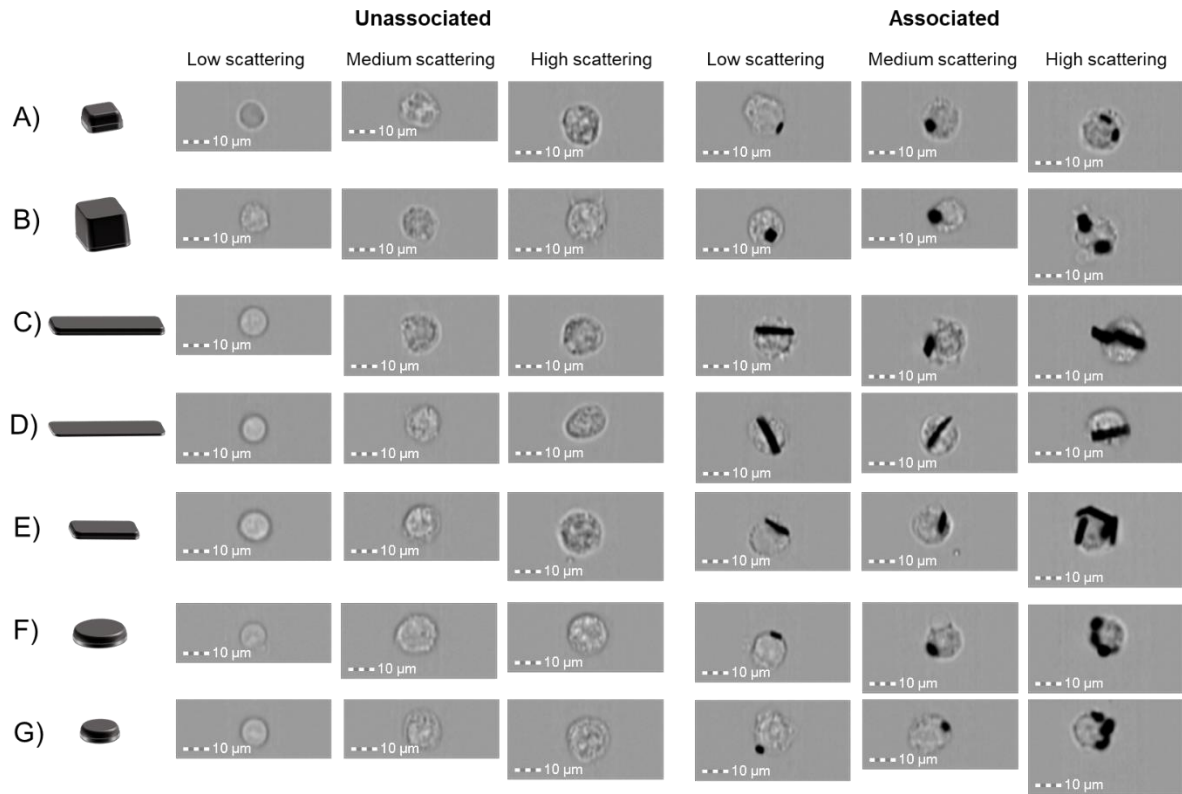 Unassociated Associated
Low scattering Medium scattering High scattering Low scattering Medium scattering High scattering
A) 10 µm 10 µm 10 µm 10 µm 10 µm 10 µm
B) 10 µm 10 µm 10 µm 10 µm 10 µm 10 µm
C) 10 µm 10 µm 10 µm 10 µm 10 µm 10 µm
D) 10 µm 10 µm 10 µm 10 µm 10 µm 10 µm
E) 10 µm 10 µm 10 µm 10 µm 10 µm 10 µm
F) 10 µm 10 µm 10 µm 10 µm 10 µm 10 µm
G) 10 µm 10 µm 10 µm 10 µm 10 µm 10 µm